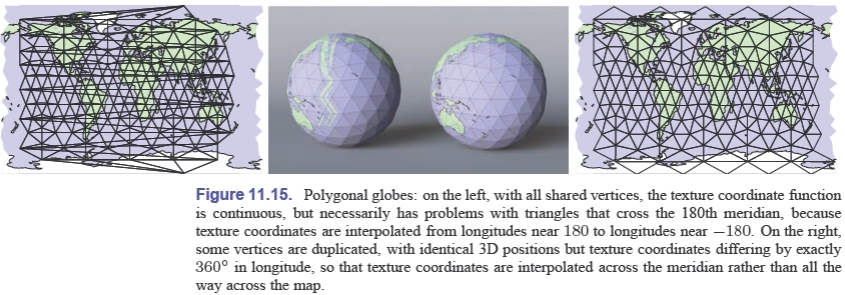 Figure 11.15. Polygonal globes: on the left, with all shared vertices, the texture coordinate function
is continuous, but necessarily has problems with triangles that cross the 180th meridian, because
texture coordinates are interpolated from longitudes near 180 to longitudes near −180. On the right,
some vertices are duplicated, with identical 3D positions but texture coordinates differing by exactly
360° in longitude, so that texture coordinates are interpolated across the meridian rather than all the
way across the map.